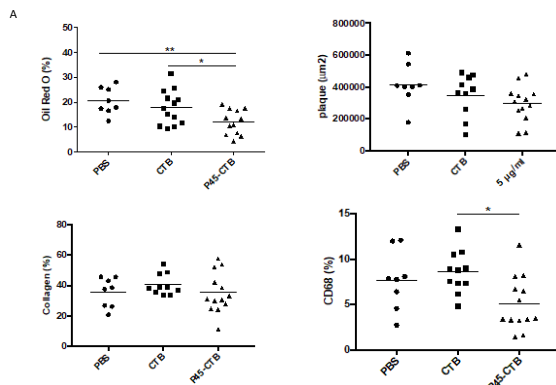 A
Oil Red O (%)
50
40
30
20
10
0
**
*
PBS
CTB
P45-CTB
plaque (µm2)
800000
600000
400000
200000
0
PBS
CTB
5 µg/ml
Collagen (%)
80
60
40
20
0
PBS
CTB
P45-CTB
CD68 (%)
15
10
5
0
*
PBS
CTB
P45-CTB